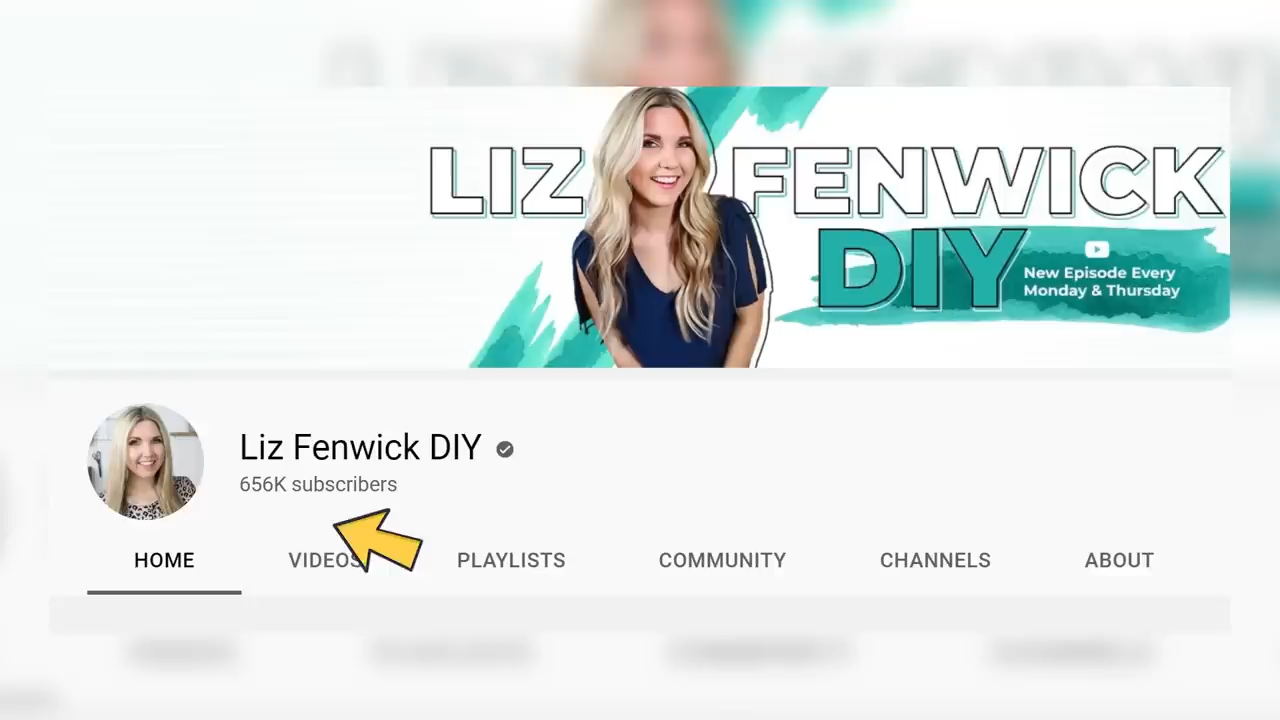 LIZ FENWICK
DIY
New Episode Every
Monday & Thursday
Liz Fenwick DIY
656K subscribers
HOME VIDEOS PLAYLISTS COMMUNITY CHANNELS ABOUT